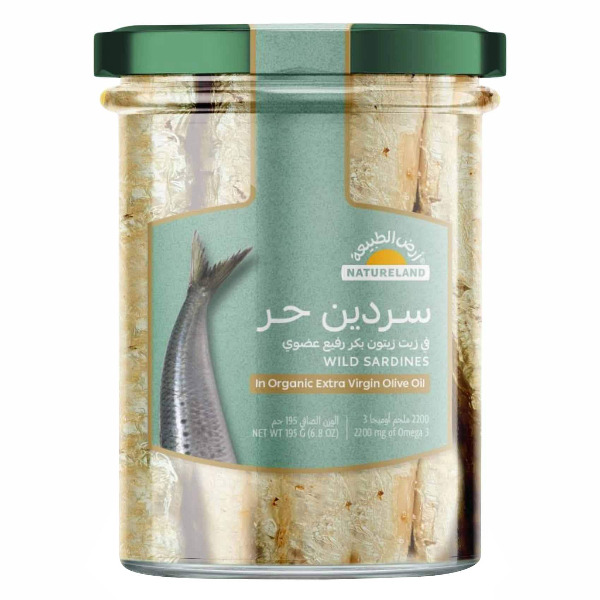 أرض الطبيعة®
NATURELAND
سردين حر
في زيت زيتون بكر رفيع عضوي
WILD SARDINES
In Organic Extra Virgin Olive Oil
الوزن الصافي 195 جم
NET WT 195 G (6.8 OZ)
2200 ملجم أوميجا 3
2200 mg of Omega 3